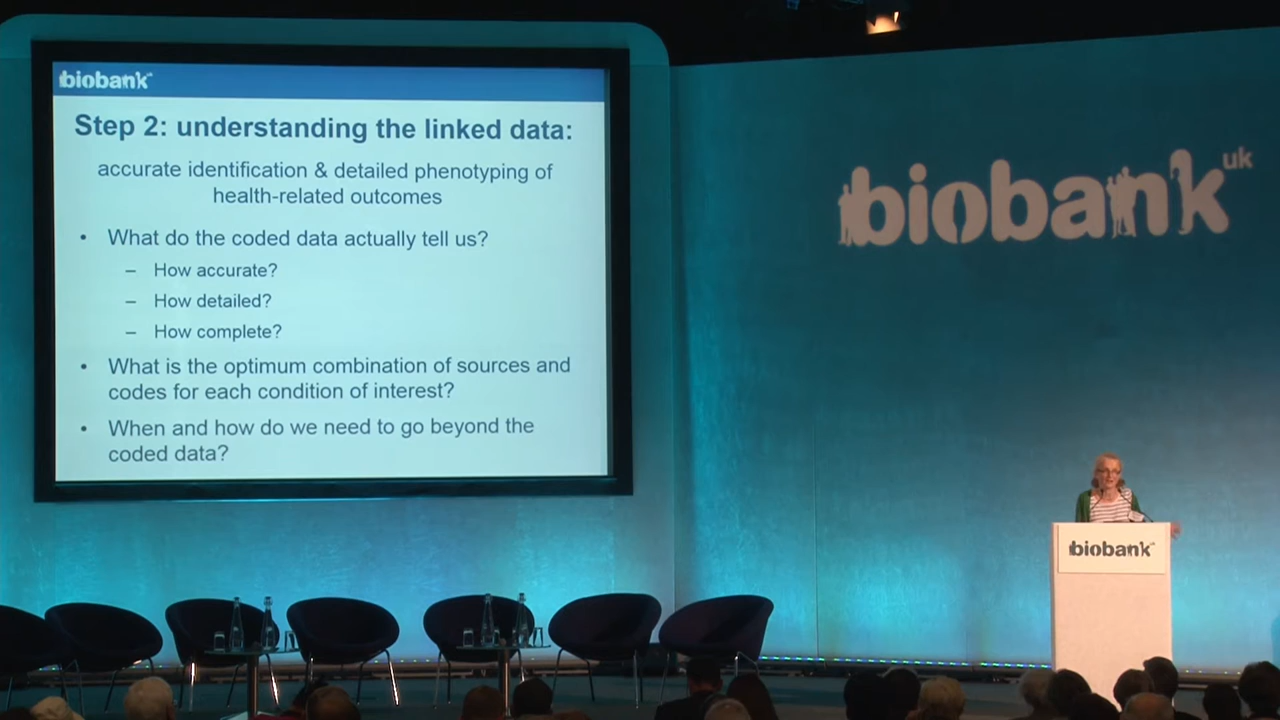 biobank
Step 2: understanding the linked data:
accurate identification & detailed phenotyping of
health-related outcomes
• What do the coded data actually tell us?
– How accurate?
– How detailed?
– How complete?
• What is the optimum combination of sources and
codes for each condition of interest?
• When and how do we need to go beyond the
coded data?
biobank uk
biobank uk